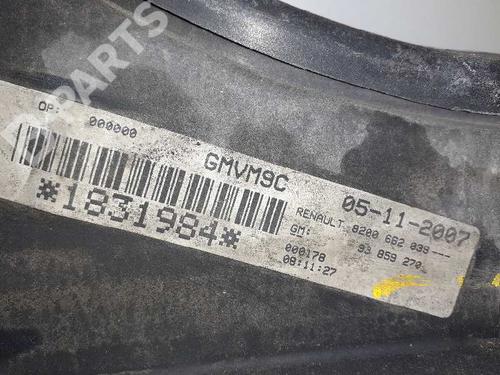 B-PARTS
OP:
000000
GMVM9C
05-11-2007
*1831984*
RENAULT 8200 662 039---
GM: 93 859 270
000178
09:11:27